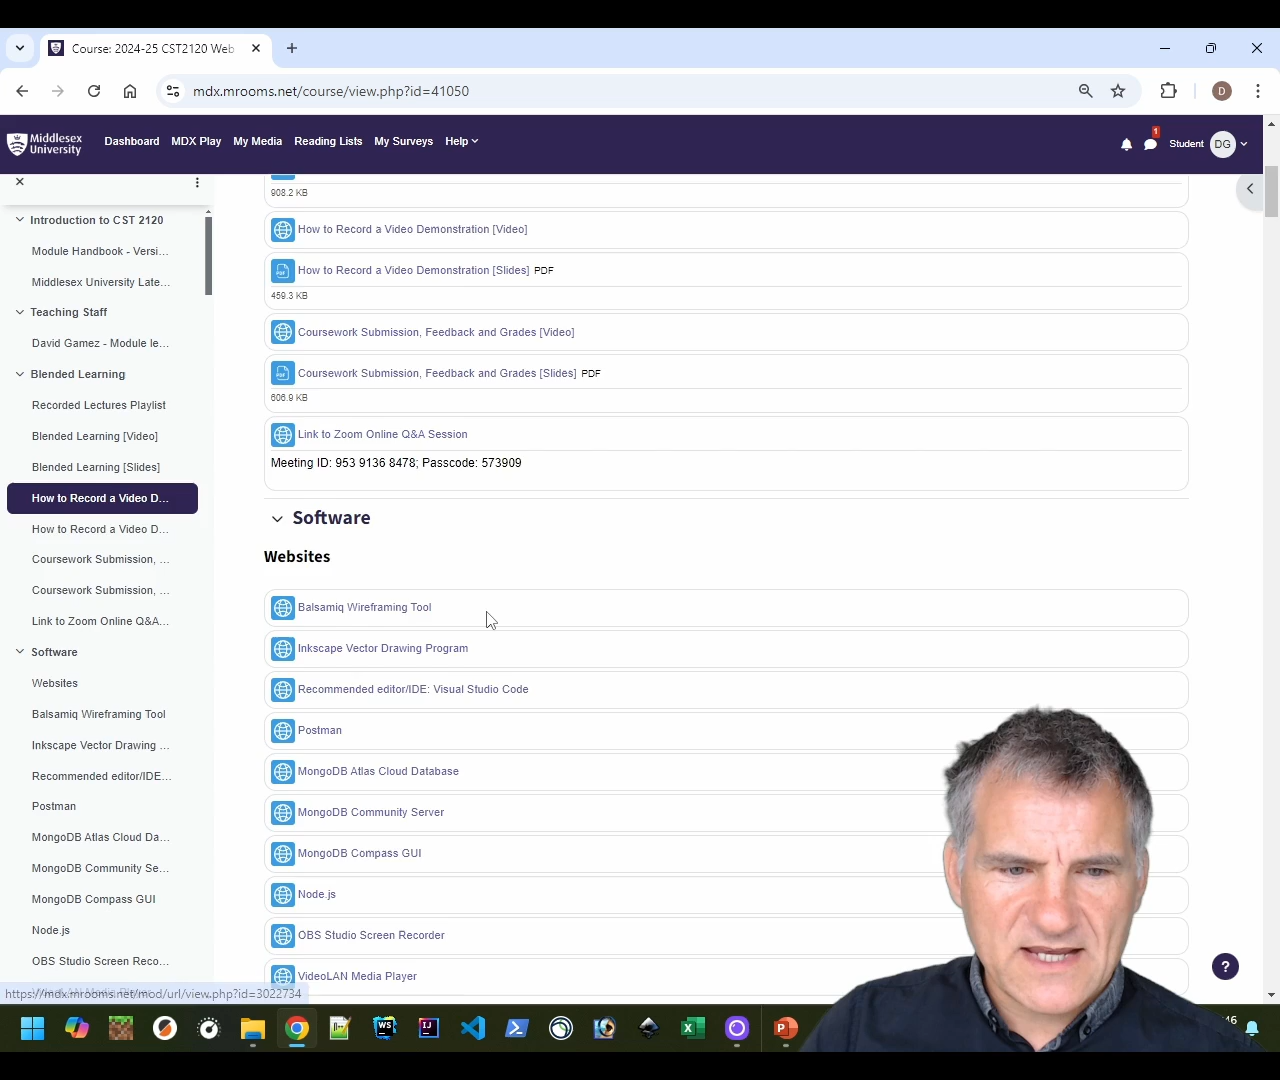 Course: 2024-25 CST2120 Web
mdx.mrooms.net/course/view.php?id=41050
D
Middlesex
University
Dashboard
MDX Play
My Media
Reading Lists
My Surveys
Help
1
Student
DG
Introduction to CST 2120
Module Handbook - Versi...
Middlesex University Late...
Teaching Staff
David Gamez - Module le...
Blended Learning
Recorded Lectures Playlist
Blended Learning [Video]
Blended Learning [Slides]
How to Record a Video D...
How to Record a Video D...
Coursework Submission, ...
Coursework Submission, ...
Link to Zoom Online Q&A...
Software
Websites
Balsamiq Wireframing Tool
Inkscape Vector Drawing ...
Recommended editor/IDE...
Postman
MongoDB Atlas Cloud Da...
MongoDB Community Se...
MongoDB Compass GUI
Node.js
OBS Studio Screen Reco...
https://mdx.mrooms.net/mod/url/view.php?id=3022734
908.2 KB
How to Record a Video Demonstration [Video]
How to Record a Video Demonstration [Slides] PDF
459.3 KB
Coursework Submission, Feedback and Grades [Video]
Coursework Submission, Feedback and Grades [Slides] PDF
606.9 KB
Link to Zoom Online Q&A Session
Meeting ID: 953 9136 8478; Passcode: 573909
Software
Websites
Balsamiq Wireframing Tool
Inkscape Vector Drawing Program
Recommended editor/IDE: Visual Studio Code
Postman
MongoDB Atlas Cloud Database
MongoDB Community Server
MongoDB Compass GUI
Node.js
OBS Studio Screen Recorder
VideoLAN Media Player
?